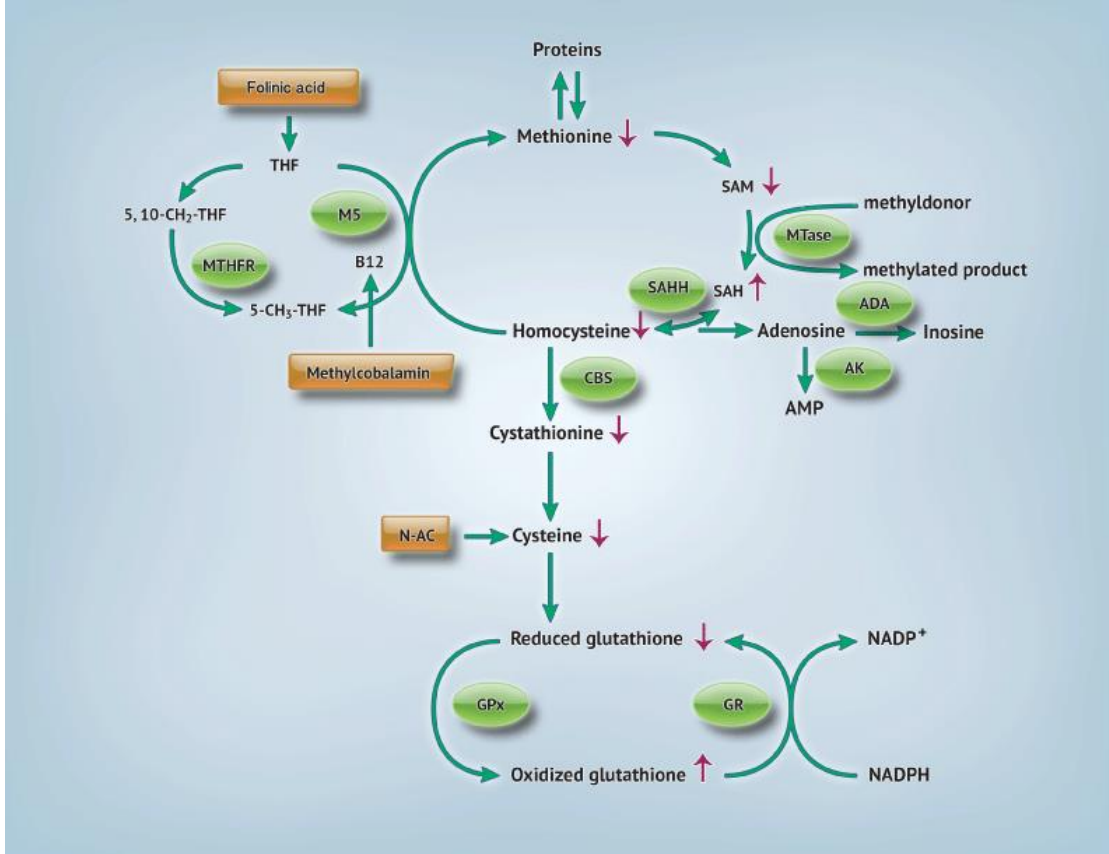 Proteins
Folinic acid
Methionine ↓
THF
SAM ↓
5, 10-CH₂-THF
M5
methyldonor
MTase
MTHFR
B12
methylated product
SAHH
SAH ↑
ADA
5-CH₃-THF
Homocysteine ↓
Adenosine
Inosine
Methylcobalamin
CBS
AK
AMP
Cystathionine ↓
N-AC
Cysteine ↓
Reduced glutathione ↓
NADP⁺
GPx
GR
Oxidized glutathione ↑
NADPH